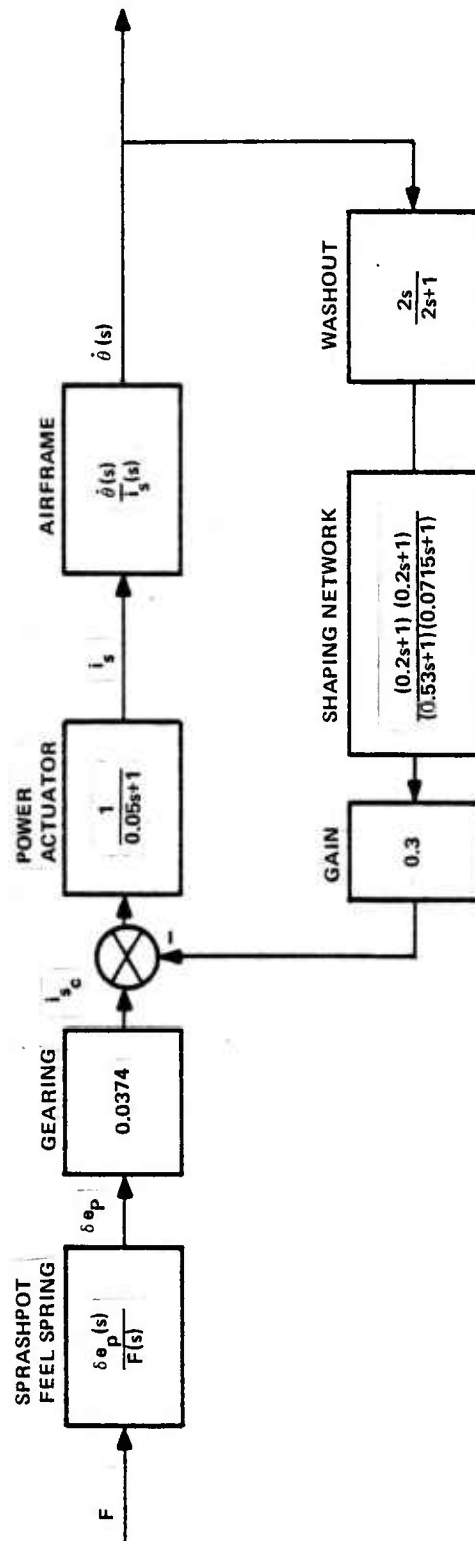 F
SPRASHPOT
FEEL SPRING
δe_p(s)
F(s)
δe_p
GEARING
0.0374
i_{s_c}
−
POWER
ACTUATOR
1
0.05s+1
i_s
AIRFRAME
θ̇(s)
i_s(s)
θ̇(s)
WASHOUT
2s
2s+1
SHAPING NETWORK
(0.2s+1) (0.2s+1)
(0.53s+1)(0.0715s+1)
GAIN
0.3